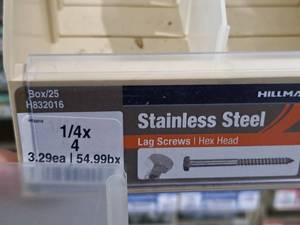 Box/25
H832016
HILLMA
1/4x
4
3.29ea | 54.99bx
Stainless Steel
Lag Screws | Hex Head